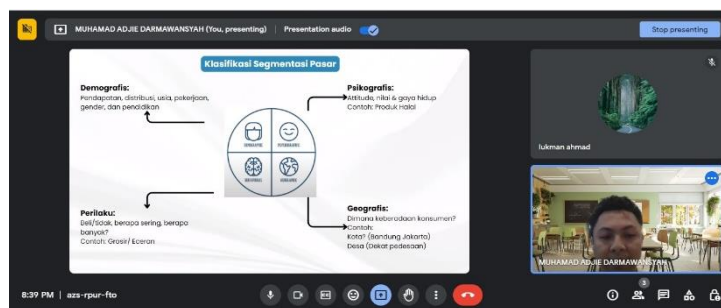 MUHAMAD ADJIE DARMAWANSYAH (You, presenting)
Presentation audio
Stop presenting
Klasifikasi Segmentasi Pasar
Demografis:
Pendapatan, distribusi, usia, pekerjaan,
gender, dan pendidikan
Psikografis:
Attitude, nilai & gaya hidup
Contoh: Produk Halal
Perilaku:
Beli/tidak, berapa sering, berapa
banyak?
Contoh: Grosir/ Eceran
Geografis:
Dimana keberadaan konsumen?
Contoh:
Kota? (Bandung Jakarta)
Desa (Dekat pedesaan)
lukman ahmad
MUHAMAD ADJIE DARMAWANSYAH
8:39 PM | azs-rpur-fto
3